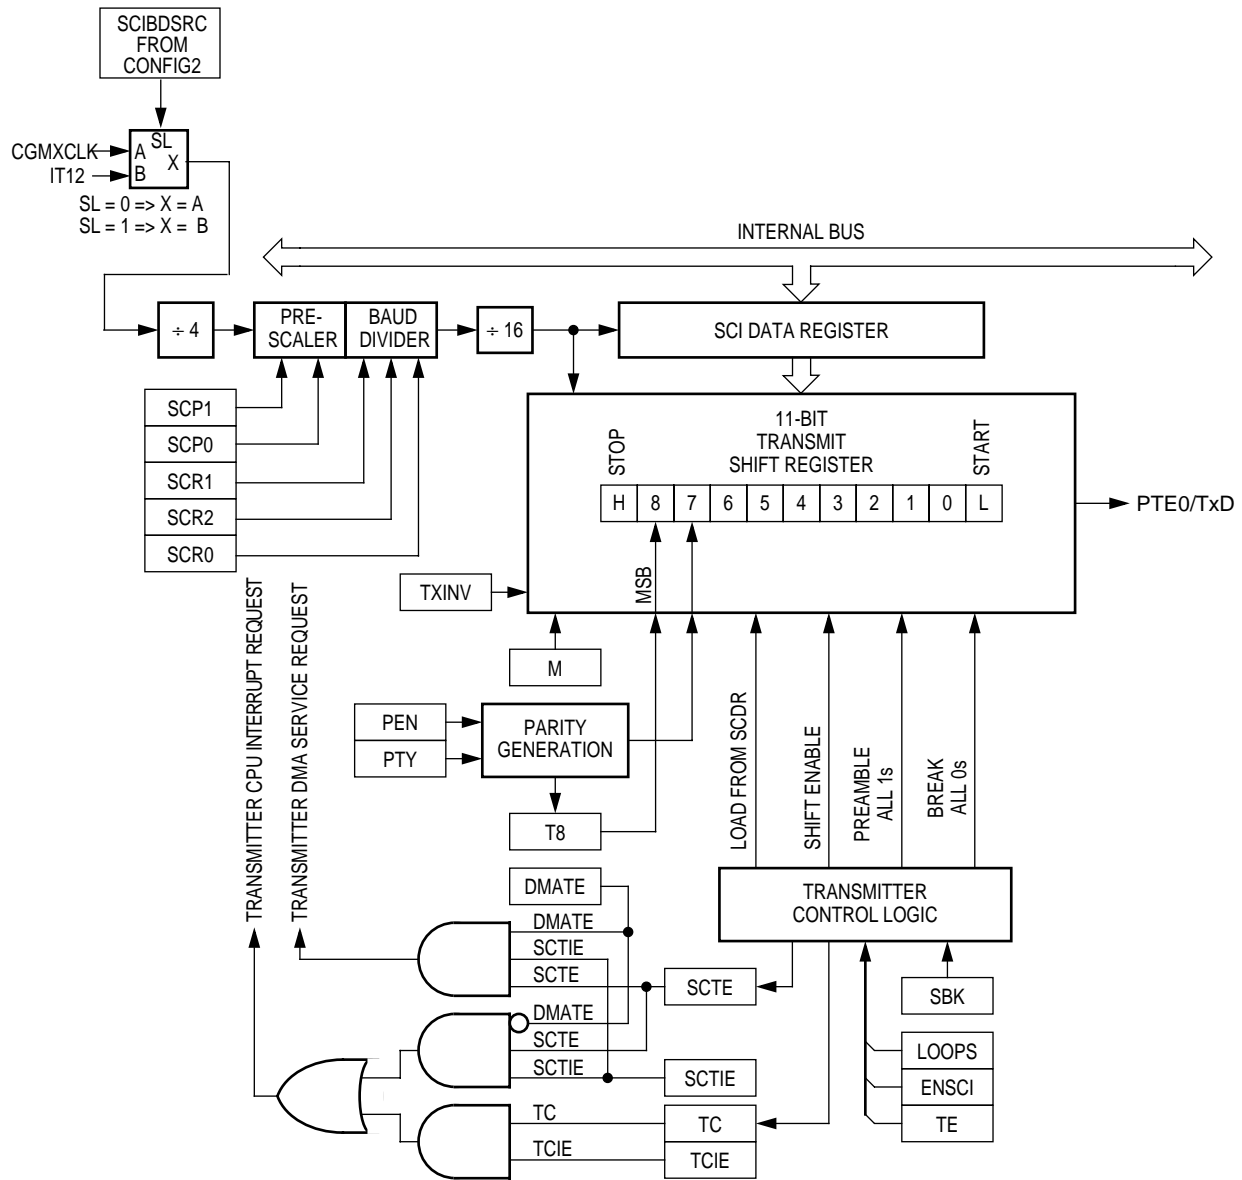 SCIBDSRC
FROM
CONFIG2
SL
CGMXCLK
A
X
IT12
B
SL = 0 => X = A
SL = 1 => X = B
INTERNAL BUS
÷ 4
PRE-
SCALER
BAUD
DIVIDER
÷ 16
SCI DATA REGISTER
SCP1
SCP0
SCR1
SCR2
SCR0
11-BIT
TRANSMIT
SHIFT REGISTER
STOP
START
H 8 7 6 5 4 3 2 1 0 L
PTE0/TxD
MSB
TXINV
M
PEN
PTY
PARITY
GENERATION
T8
LOAD FROM SCDR
SHIFT ENABLE
PREAMBLE
ALL 1s
BREAK
ALL 0s
TRANSMITTER CPU INTERRUPT REQUEST
TRANSMITTER DMA SERVICE REQUEST
TRANSMITTER
CONTROL LOGIC
DMATE
DMATE
SCTIE
SCTE
SCTE
SBK
DMATE
SCTE
SCTIE
SCTIE
LOOPS
ENSCI
TE
TC
TC
TCIE
TCIE